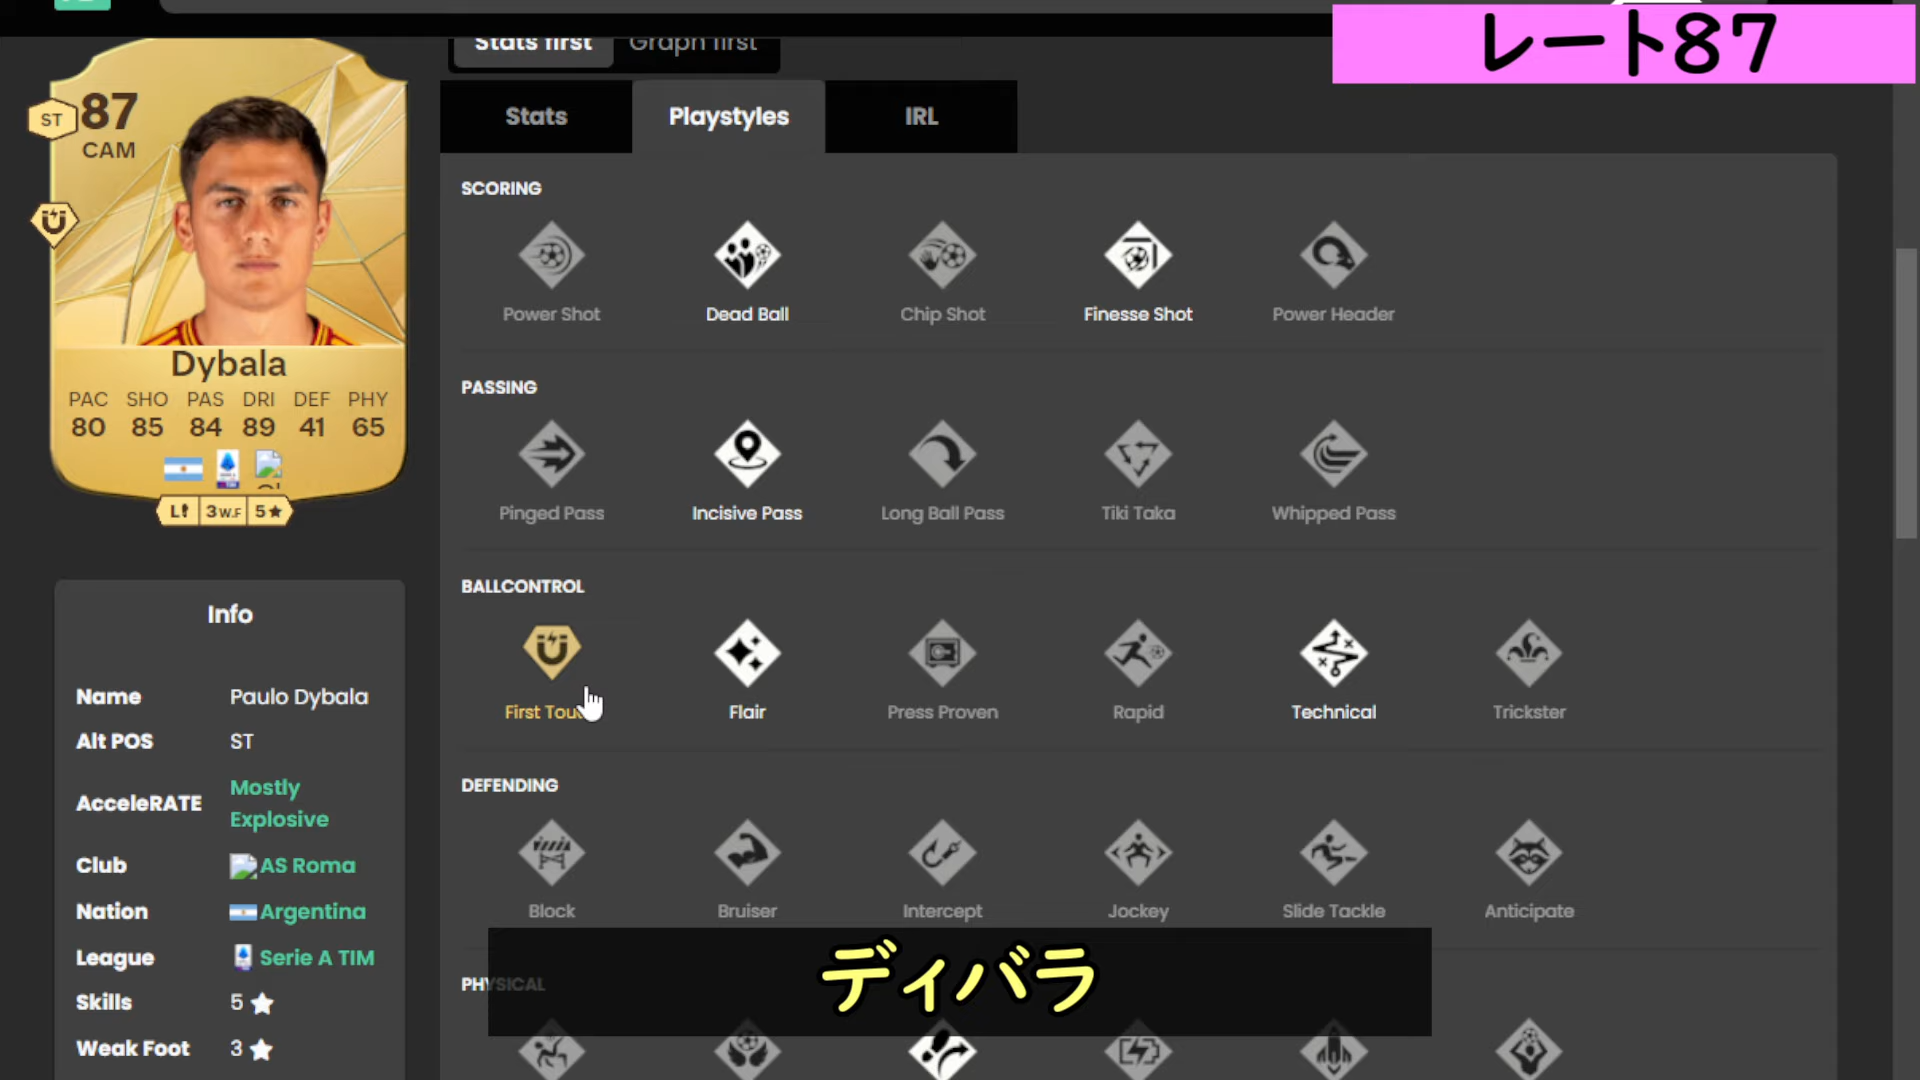 Stats first Graph first
レート87
Stats Playstyles IRL
87
ST
CAM
Dybala
PAC SHO PAS DRI DEF PHY
80 85 84 89 41 65
L 3 W.F 5★
SCORING
Power Shot Dead Ball Chip Shot Finesse Shot Power Header
PASSING
Pinged Pass Incisive Pass Long Ball Pass Tiki Taka Whipped Pass
BALLCONTROL
First Tou Flair Press Proven Rapid Technical Trickster
DEFENDING
Block Bruiser Intercept Jockey Slide Tackle Anticipate
PHYSICAL
ディバラ
Info
Name Paulo Dybala
Alt POS ST
AcceleRATE Mostly
Explosive
Club AS Roma
Nation Argentina
League Serie A TIM
Skills 5 ★
Weak Foot 3 ★